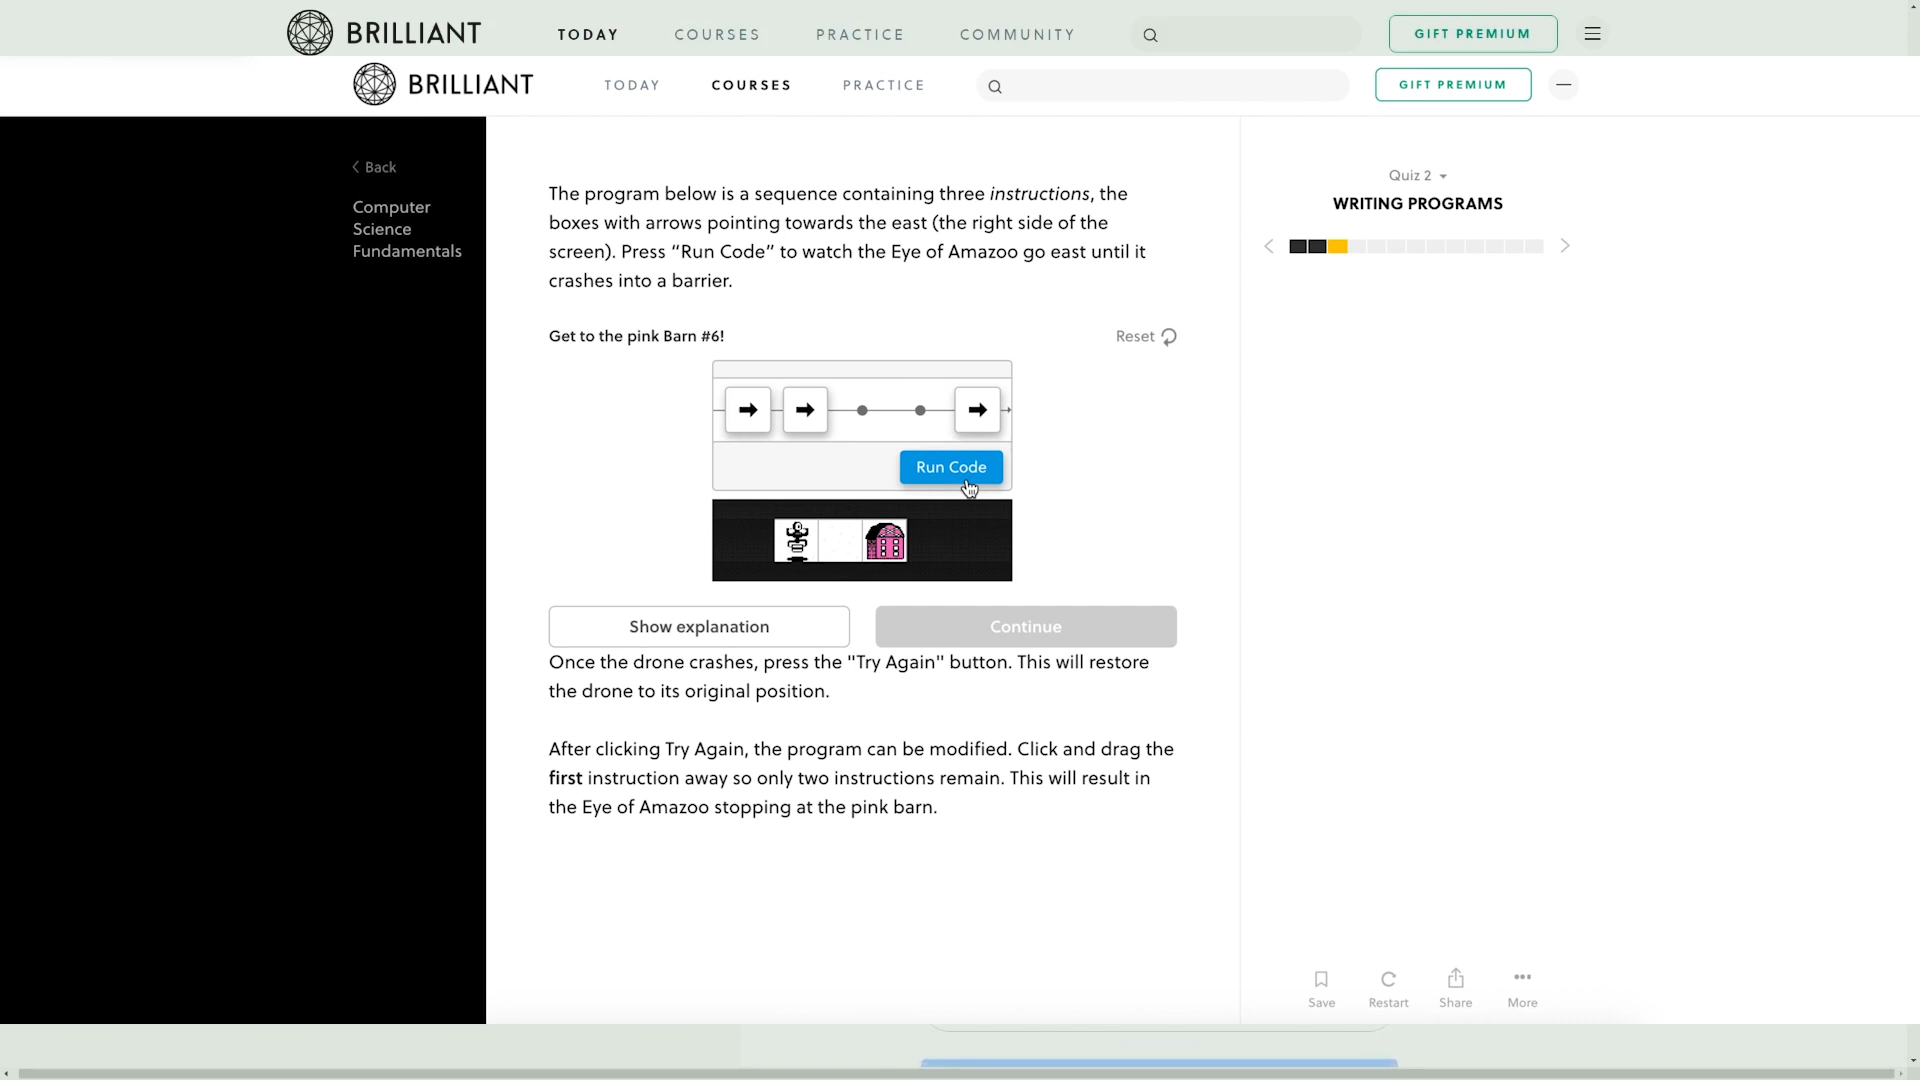 BRILLIANT TODAY COURSES PRACTICE COMMUNITY GIFT PREMIUM
BRILLIANT TODAY COURSES PRACTICE GIFT PREMIUM
Back
Computer
Science
Fundamentals
The program below is a sequence containing three instructions, the
boxes with arrows pointing towards the east (the right side of the
screen). Press “Run Code” to watch the Eye of Amazoo go east until it
crashes into a barrier.
Get to the pink Barn #6!
Reset
Run Code
Show explanation
Continue
Once the drone crashes, press the "Try Again" button. This will restore
the drone to its original position.
After clicking Try Again, the program can be modified. Click and drag the
first instruction away so only two instructions remain. This will result in
the Eye of Amazoo stopping at the pink barn.
Quiz 2
WRITING PROGRAMS
Save
Restart
Share
More